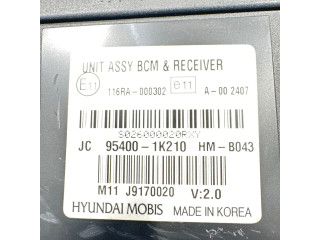 UNIT ASSY BCM & RECEIVER
E11 116RA-000302 e11 A-00 2407
S026000020RXY
JC 95400-1K210 HM-B043
M11 J9170020 V:2.0
HYUNDAI MOBIS MADE IN KOREA